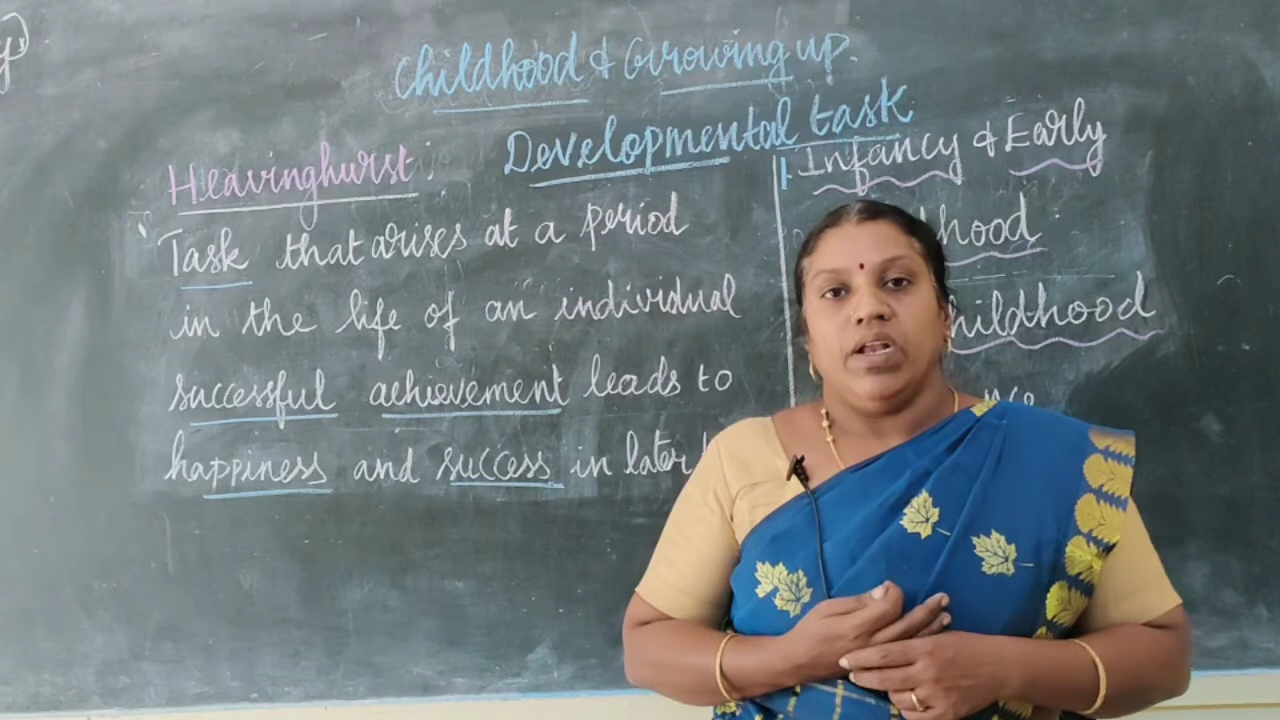 Childhood & Growing up.
Developmental task
Heavinghurst:
Task that arises at a period
in the life of an individual
successful achievement leads to
happiness and success in later
1. Infancy & Early
hood
hildhood